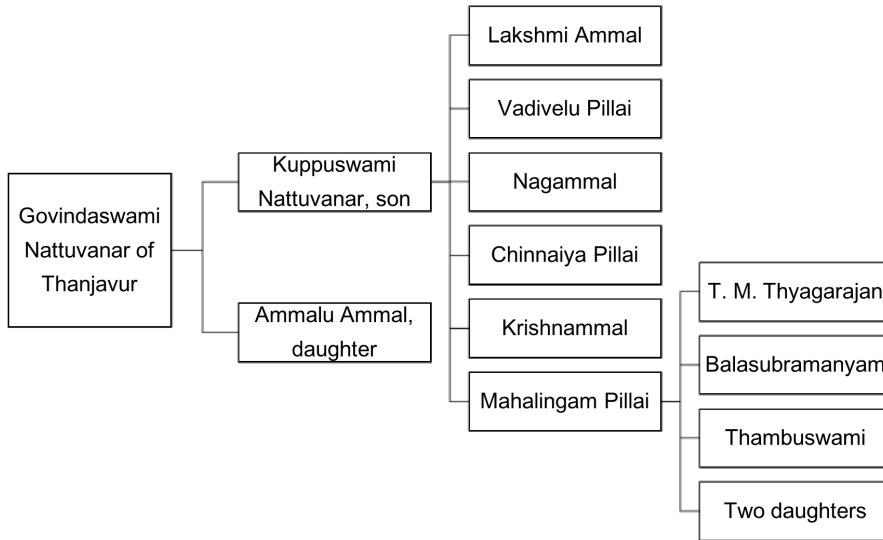 Govindaswami
Nattuvanar of
Thanjavur
Kuppuswami
Nattuvanar, son
Ammalu Ammal,
daughter
Lakshmi Ammal
Vadivelu Pillai
Nagammal
Chinnaiya Pillai
Krishnammal
Mahalingam Pillai
T. M. Thyagarajan
Balasubramanyam
Thambuswami
Two daughters